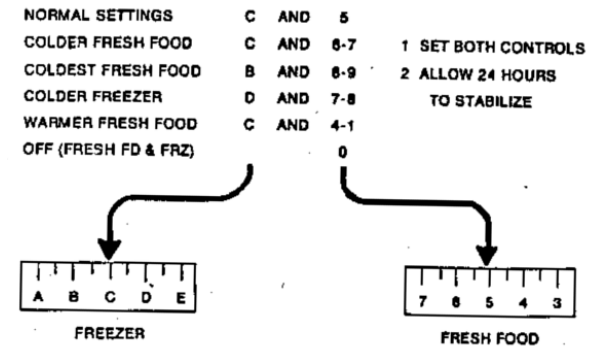 NORMAL SETTINGS C AND 5
COLDER FRESH FOOD C AND 6-7
1 SET BOTH CONTROLS
COLDEST FRESH FOOD B AND 8-9
2 ALLOW 24 HOURS
COLDER FREEZER D AND 7-8
TO STABILIZE
WARMER FRESH FOOD C AND 4-1
OFF (FRESH FD & FRZ) 0
A B C D E
7 6 5 4 3
FREEZER
FRESH FOOD